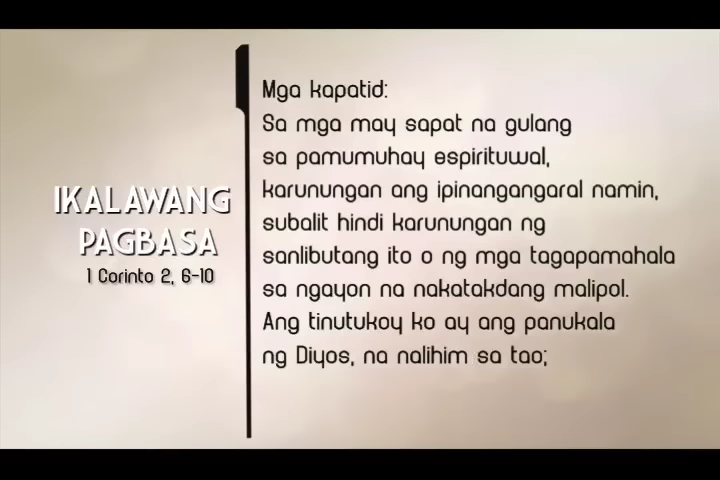 IKALAWANG
PAGBASA
1 Corinto 2, 6-10
Mga kapatid:
Sa mga may sapat na gulang
sa pamumuhay espirituwal,
karunungan ang ipinangangaral namin,
subalit hindi karunungan ng
sanlibutang ito o ng mga tagapamahala
sa ngayon na nakatakdang malipol.
Ang tinutukoy ko ay ang panukala
ng Diyos, na nalihim sa tao;